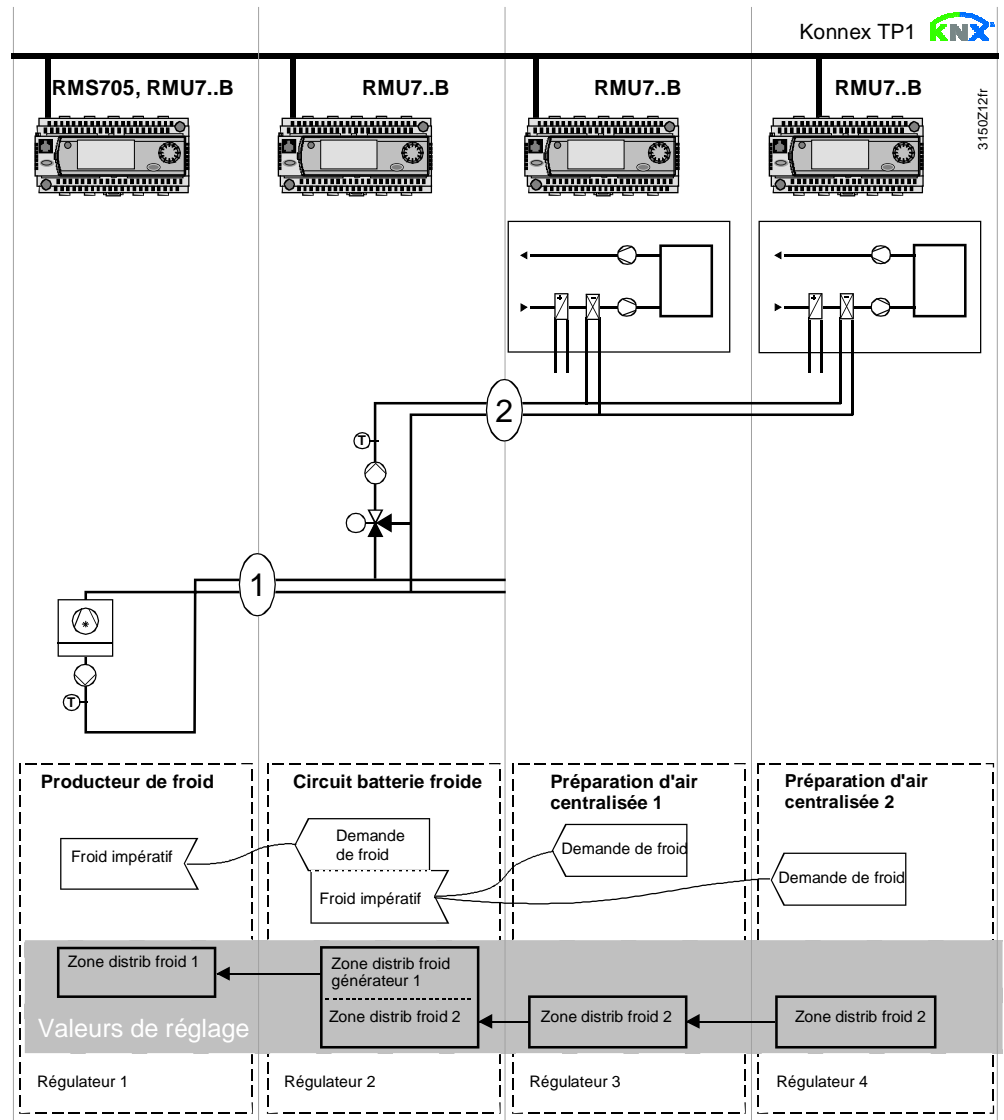 Konnex TP1 KNX
RMS705, RMU7..B
RMU7..B
RMU7..B
RMU7..B
3150Z12fr
+
-
+
-
2
T
1
T
Producteur de froid
Circuit batterie froide
Préparation d'air
centralisée 1
Préparation d'air
centralisée 2
Froid impératif
Demande
de froid
Froid impératif
Demande de froid
Demande de froid
Zone distrib froid 1
Zone distrib froid
générateur 1
Zone distrib froid 2
Zone distrib froid 2
Zone distrib froid 2
Valeurs de réglage
Régulateur 1
Régulateur 2
Régulateur 3
Régulateur 4